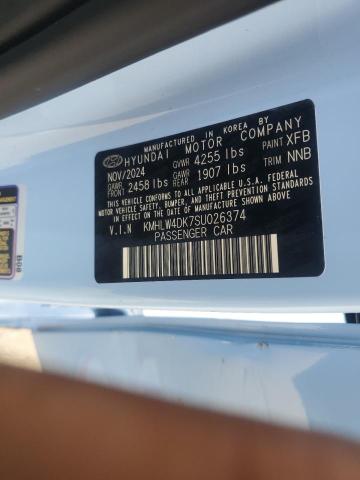 MANUFACTURED IN KOREA BY
HYUNDAI MOTOR COMPANY
NOV/2024 GVWR 4255 lbs PAINT XFB
GAWR FRONT 2458 lbs GAWR REAR 1907 lbs TRIM NNB
THIS VEHICLE CONFORMS TO ALL APPLICABLE FEDERAL
MOTOR VEHICLE SAFETY, BUMPER, AND THEFT PREVENTION
STANDARDS IN EFFECT ON THE DATE OF MANUFACTURE
SHOWN ABOVE.
V.I.N KMHLW4DK7SU026374
PASSENGER CAR
B08